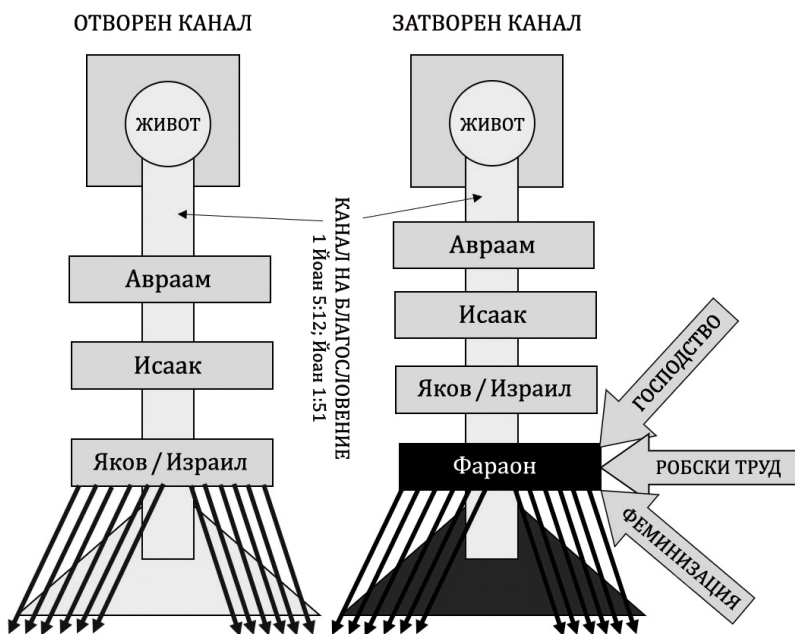 ОТВОРЕН КАНАЛ
ЗАТВОРЕН КАНАЛ
ЖИВОТ
ЖИВОТ
КАНАЛ НА БЛАГОСЛОВЕНИЕ
1 Йоан 5:12; Йоан 1:51
Авраам
Исаак
Яков / Израил
Авраам
Исаак
Яков / Израил
Фараон
ГОСПОДСТВО
РОБСКИ ТРУД
ФЕМИНИЗАЦИЯ